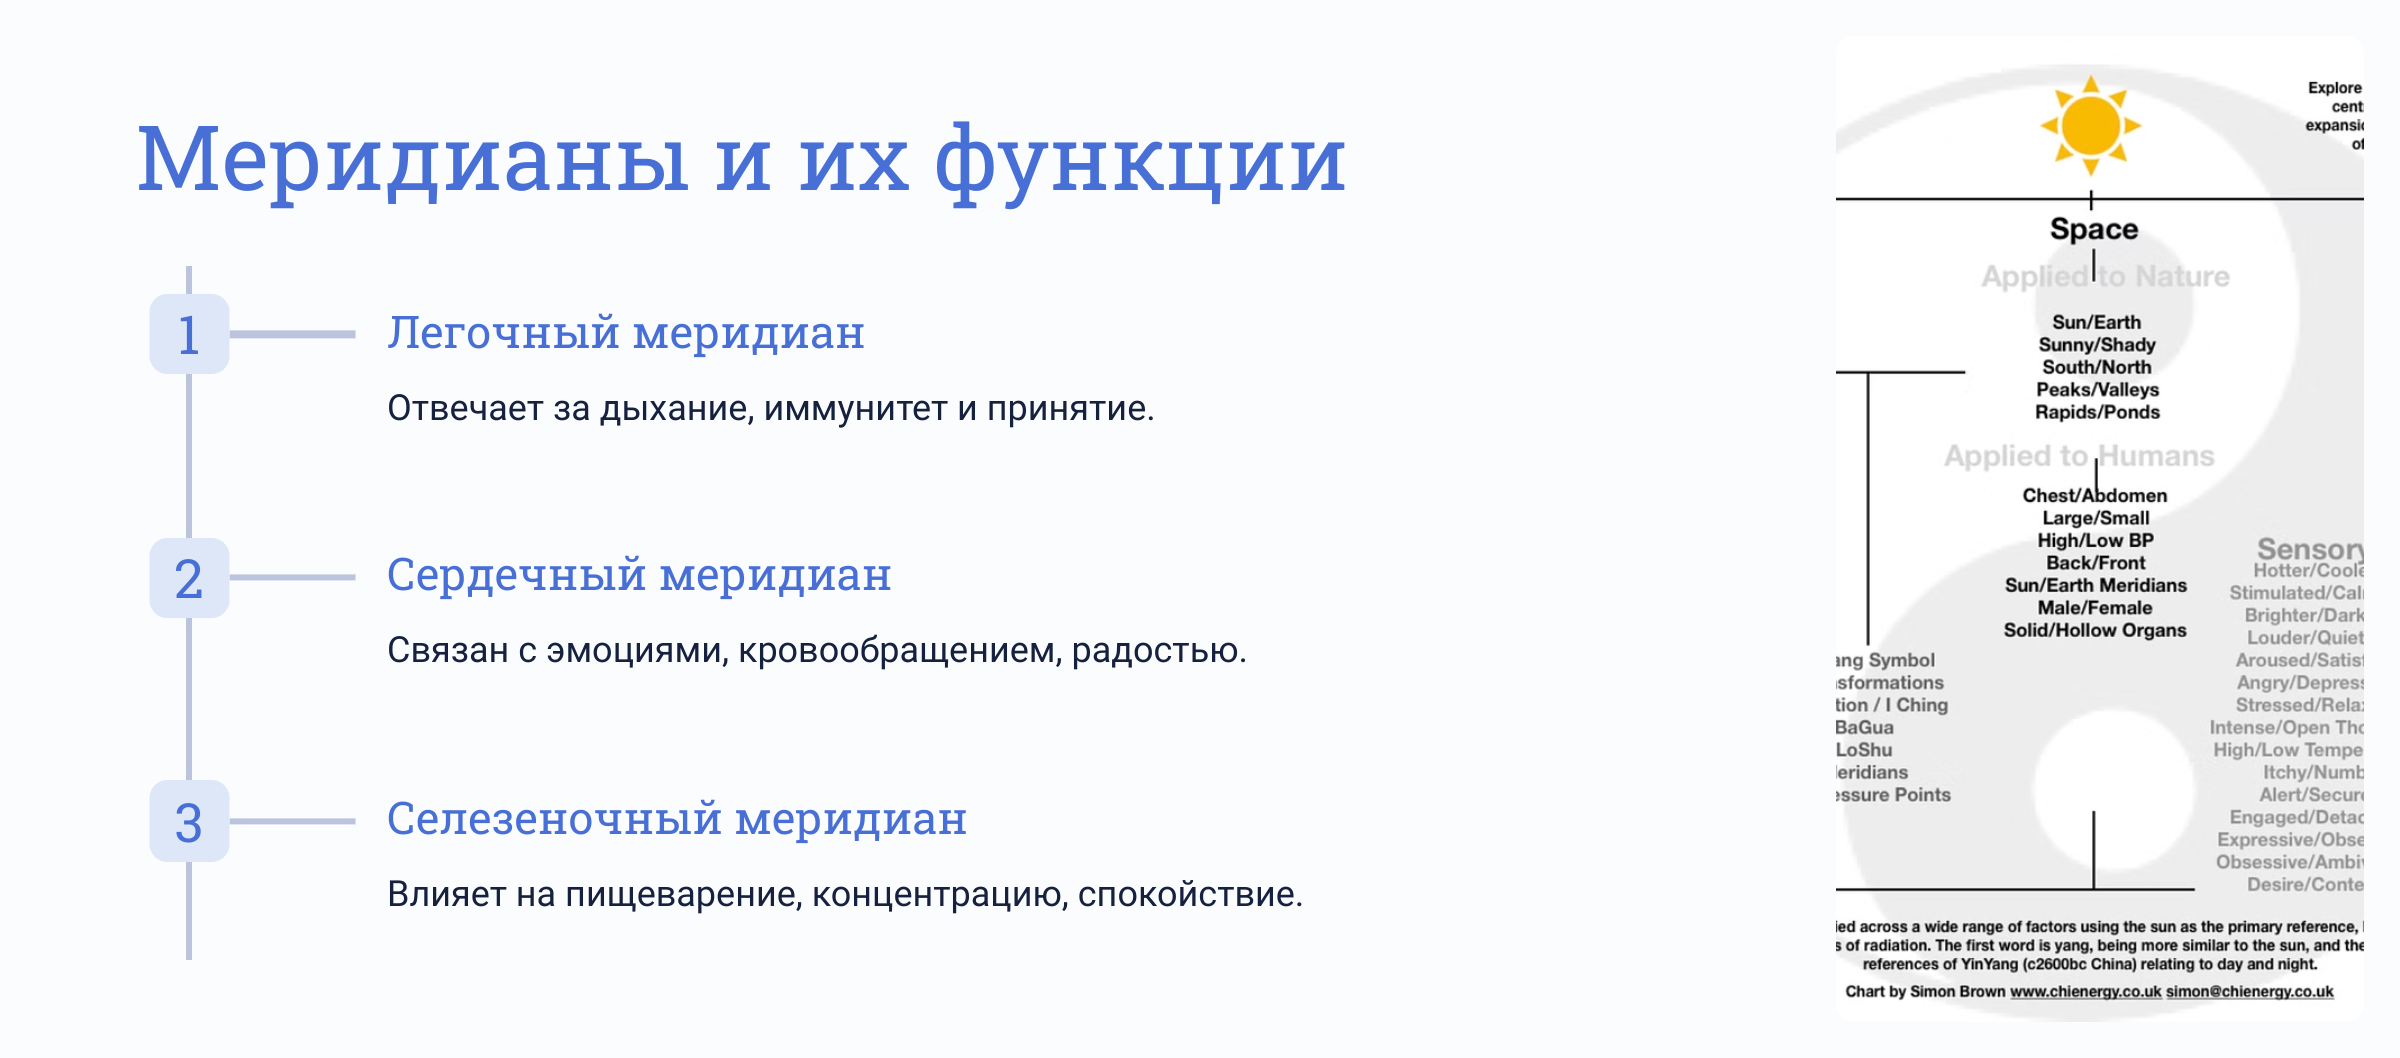 Меридианы и их функции
1
Легочный меридиан
Отвечает за дыхание, иммунитет и принятие.
2
Сердечный меридиан
Связан с эмоциями, кровообращением, радостью.
3
Селезеночный меридиан
Влияет на пищеварение, концентрацию, спокойствие.
Explore
Space
Applied to Nature
Sun/Earth
Sunny/Shady
South/North
Peaks/Valleys
Rapids/Ponds
Applied to Humans
Chest/Abdomen
Large/Small
High/Low BP
Back/Front
Sun/Earth Meridians
Male/Female
Solid/Hollow Organs
ang Symbol
sformations
tion / I Ching
BaGua
LoShu
eridians
essure Points
Sensory
Hotter/Coole
Stimulated/Cal
Brighter/Dark
Louder/Quiet
Aroused/Satis
Angry/Depress
Stressed/Rela
Intense/Open Tho
High/Low Tempe
Itchy/Numb
Alert/Secure
Engaged/Detac
Expressive/Obse
Obsessive/Ambi
Desire/Conte
ied across a wide range of factors using the sun as the primary reference,
s of radiation. The first word is yang, being more similar to the sun, and the
references of YinYang (c2600bc China) relating to day and night.
Chart by Simon Brown www.chienergy.co.uk simon@chienergy.co.uk